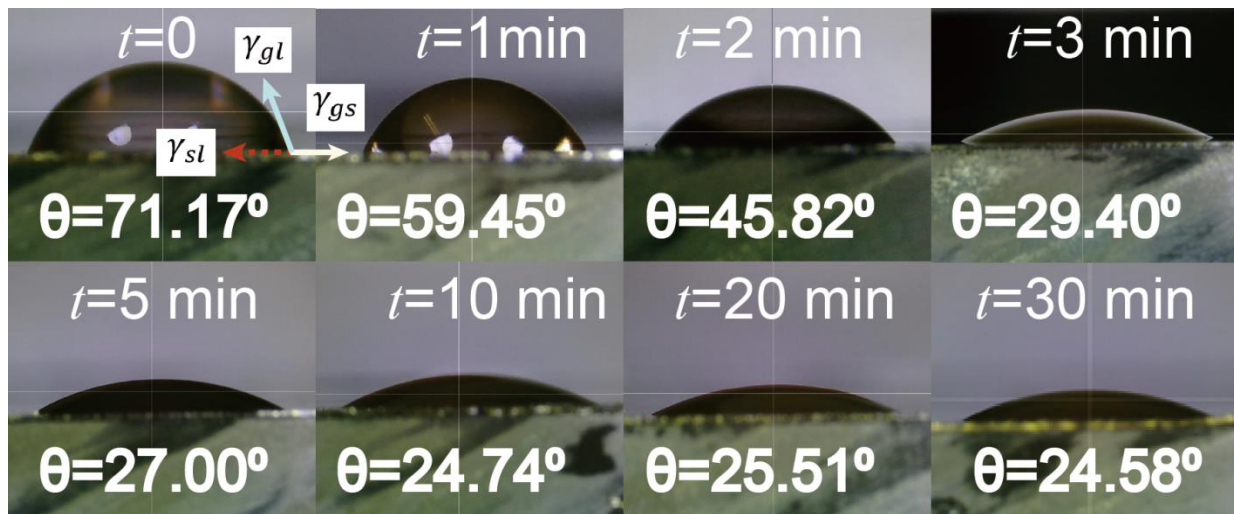 t=0
γgl
γgs
γsl
θ=71.17º
t=1min
θ=59.45º
t=2 min
θ=45.82º
t=3 min
θ=29.40º
t=5 min
θ=27.00º
t=10 min
θ=24.74º
t=20 min
θ=25.51º
t=30 min
θ=24.58º